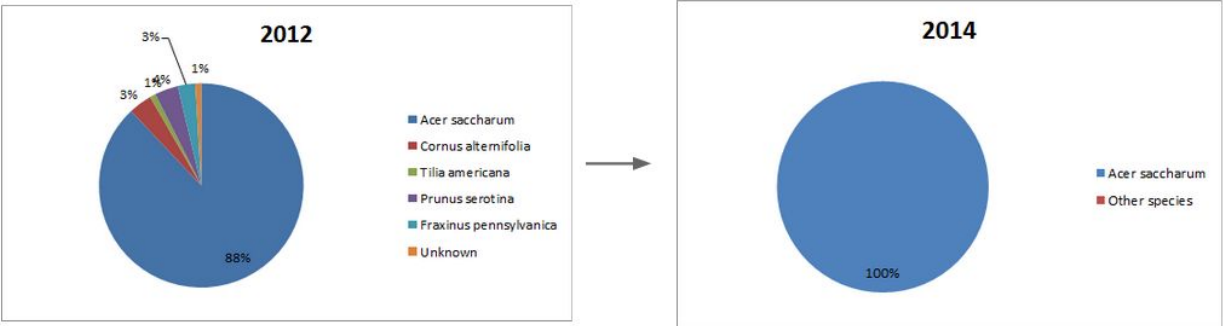 2012
3%
1%
4%
1%
3%
88%
Acer saccharum
Cornus alternifolia
Tilia americana
Prunus serotina
Fraxinus pennsylvanica
Unknown
2014
100%
Acer saccharum
Other species